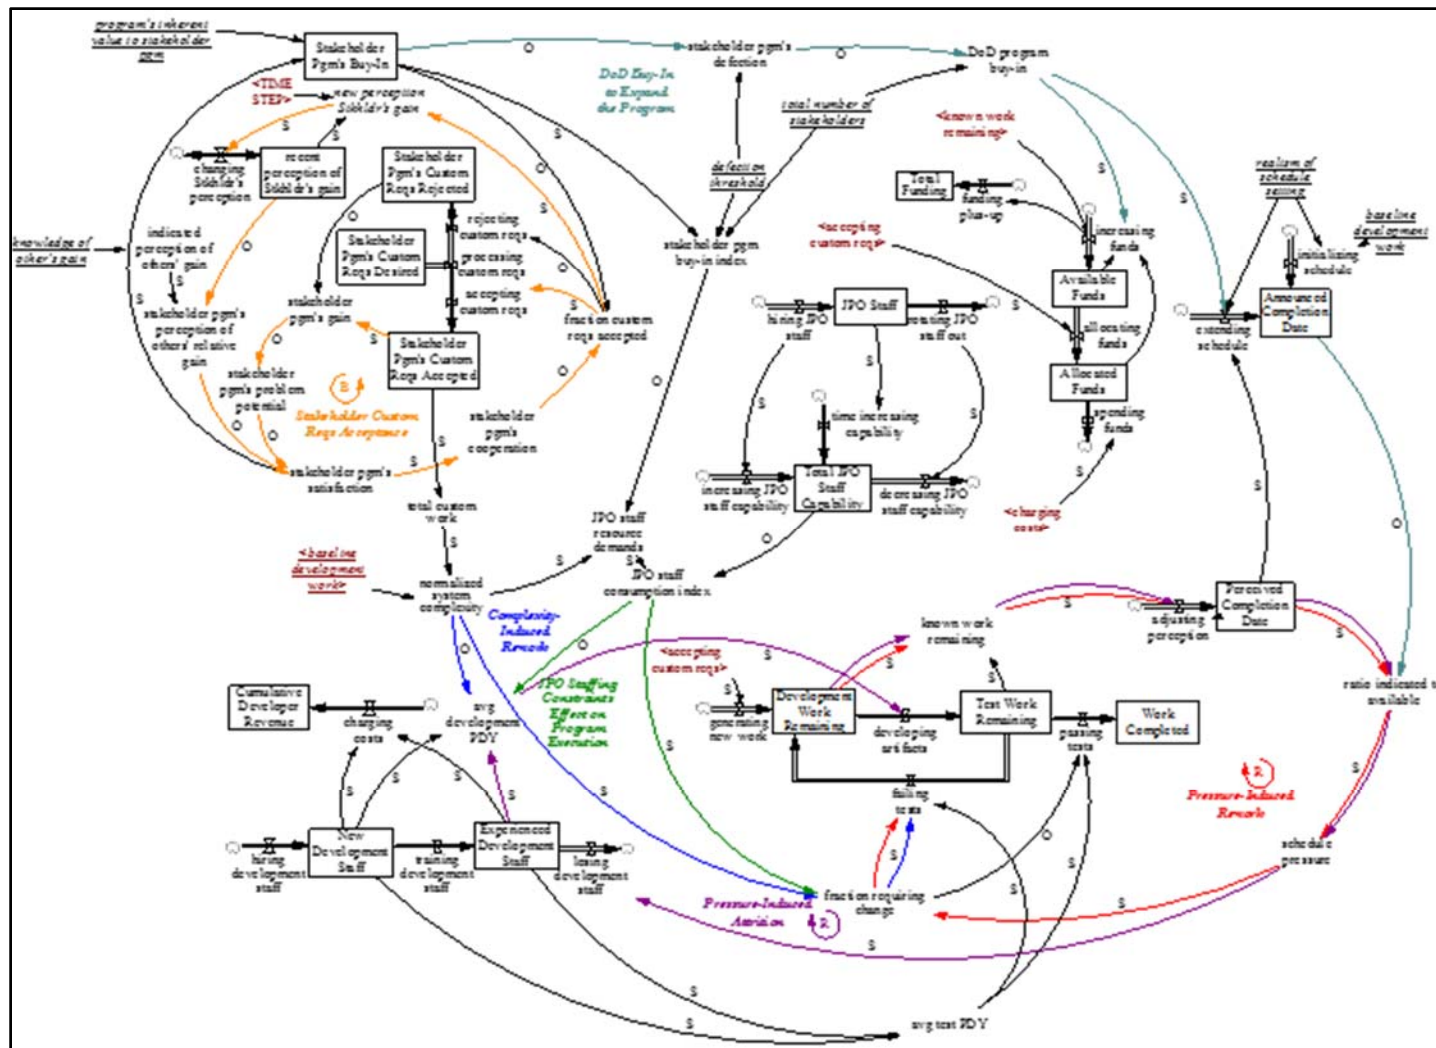 program's inherent
value to stakeholder
pgm
Stakeholder
Pgm's Buy-In
O
stakeholder pgm's
defection
O
DoD program
buy-in
DoD Buy-In
to Expand
the Program
<TIME
STEP>
new perception
Stkhldr's gain
total number of
stakeholders
<known work
remaining>
S
S
changing
Stkhldr's
perception
recent
perception of
Stkhldr's gain
Stakeholder
Pgm's Custom
Reqs Rejected
defection
threshold
Total
Funding
funding
plus-up
realism of
schedule
setting
knowledge of
other's gain
indicated
perception of
others' gain
Stakeholder
Pgm's Custom
Reqs Desired
rejecting
custom reqs
processing
custom reqs
accepting
custom reqs
stakeholder pgm
buy-in index
<accepting
custom reqs>
increasing
funds
initializing
schedule
baseline
development
work
stakeholder pgm's
perception of
others' relative
gain
stakeholder
pgm's gain
Stakeholder
Pgm's Custom
Reqs Accepted
fraction custom
reqs accepted
Available
Funds
allocating
funds
Allocated
Funds
spending
funds
extending
schedule
Announced
Completion
Date
hiring JPO
staff
JPO Staff
rotating JPO
staff out
stakeholder
pgm's problem
potential
B
Stakeholder Custom
Reqs Acceptance
stakeholder
pgm's
cooperation
time increasing
capability
stakeholder pgm's
satisfaction
increasing JPO
staff capability
Total JPO
Staff
Capability
decreasing JPO
staff capability
<charging
costs>
total custom
work
JPO staff
resource
demands
<baseline
development
work>
normalized
system
complexity
JPO staff
consumption index
Complexity-
Induced
Rework
known work
remaining
adjusting
perception
Perceived
Completion
Date
<accepting
custom reqs>
JPO Staffing
Constraints
Effect on
Program
Execution
ratio indicated to
available
Cumulative
Developer
Revenue
charging
costs
avg
development
PDY
generating
new work
Development
Work
Remaining
developing
artifacts
Test Work
Remaining
passing
tests
Work
Completed
failing
tests
R
Pressure-Induced
Rework
hiring
development
staff
New
Development
Staff
training
development
staff
Experienced
Development
Staff
losing
development
staff
schedule
pressure
fraction requiring
change
Pressure-Induced
Attrition
R
avg test PDY